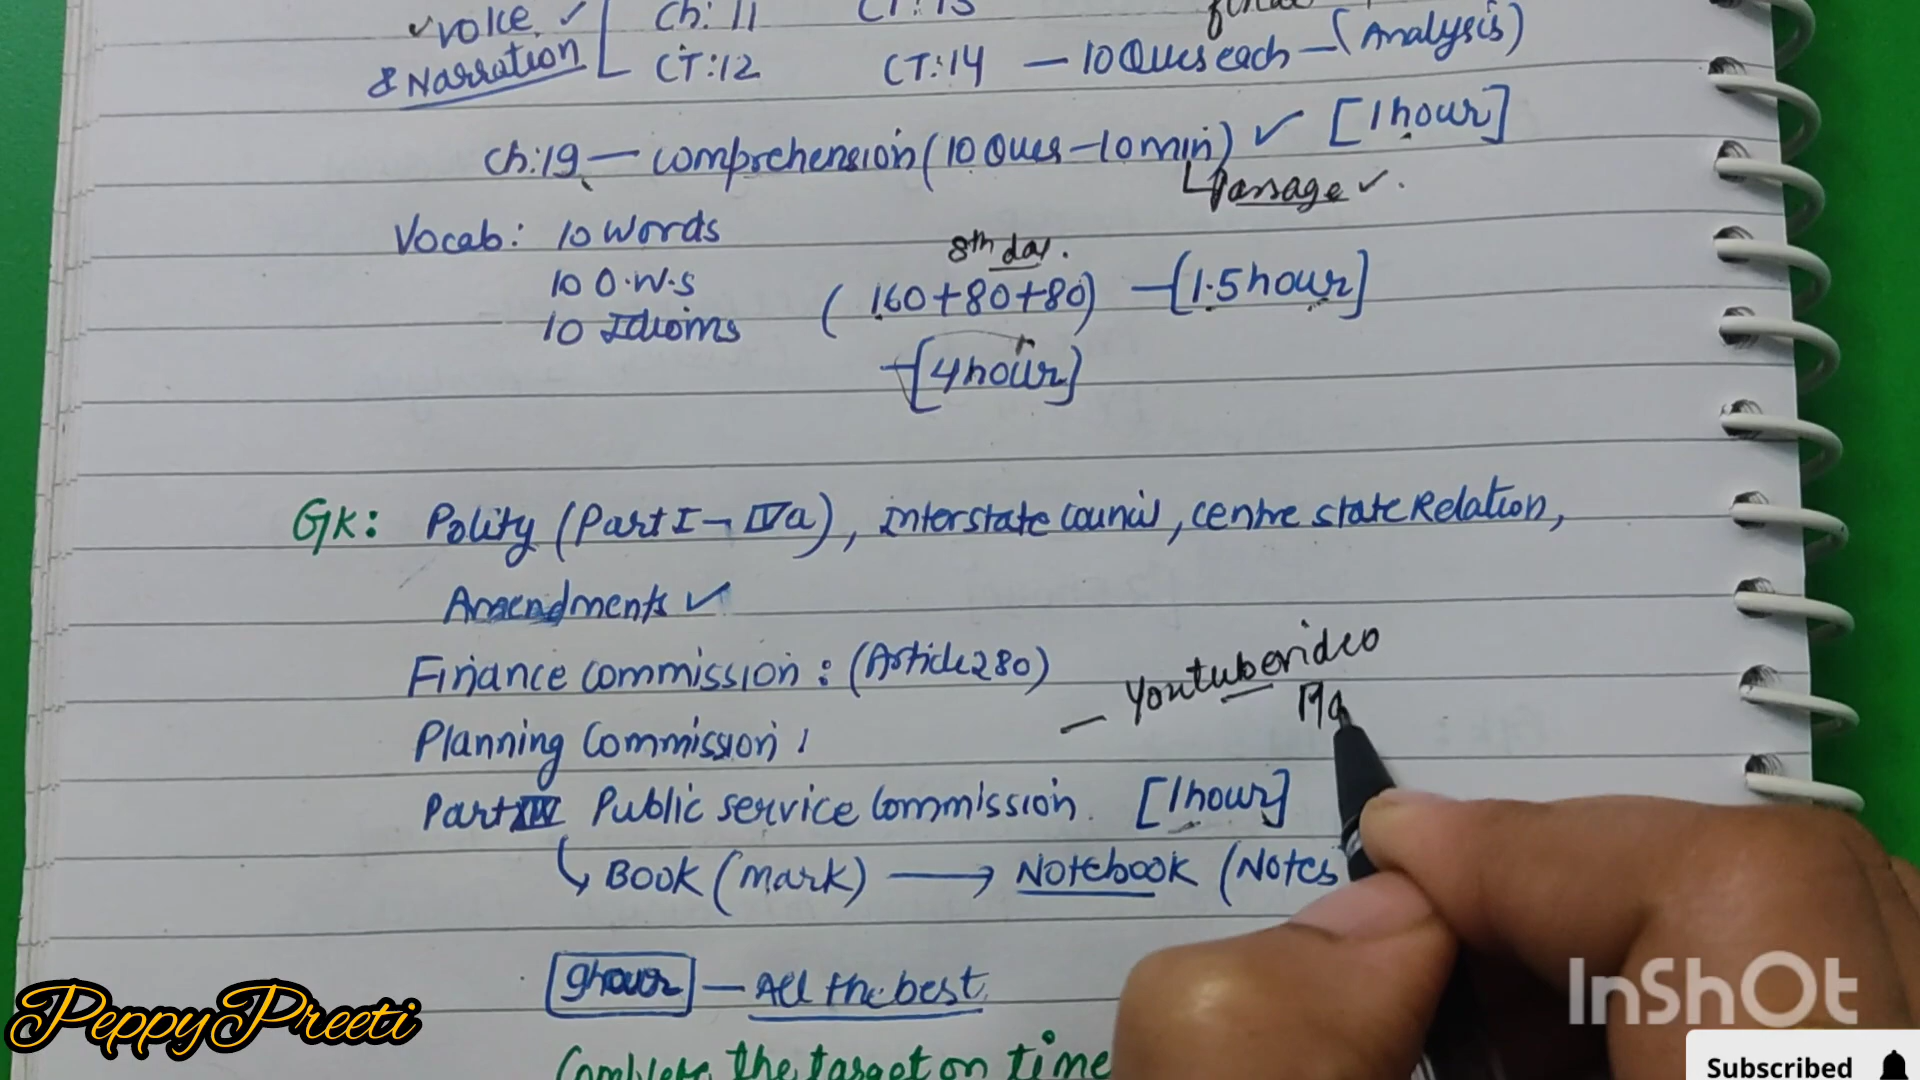 ✓voice ✓ Ch: 11 CT:13
& Narration CT:12 CT:14 — 10 Ques each — (Analysis)
Ch:19 — comprehension (10 Ques - 10 min) ✓ [1 hour]
Passage ✓.
Vocab: 10 words
8th day.
10 O.W.S (160+80+80) — [1.5 hour]
10 Idioms
[4 hour]
GK: Polity (Part I - IVa), interstate council, centre state Relation,
Amendments ✓
Finance commission: (Article 280)
— Youtube video
Planning Commission:
Part Public service Commission. [1 hour]
↳ Book (mark) → Notebook (Notes
9 hour — All the best
Complete the target on time
PeppyPreeti
InShOt
Subscribed